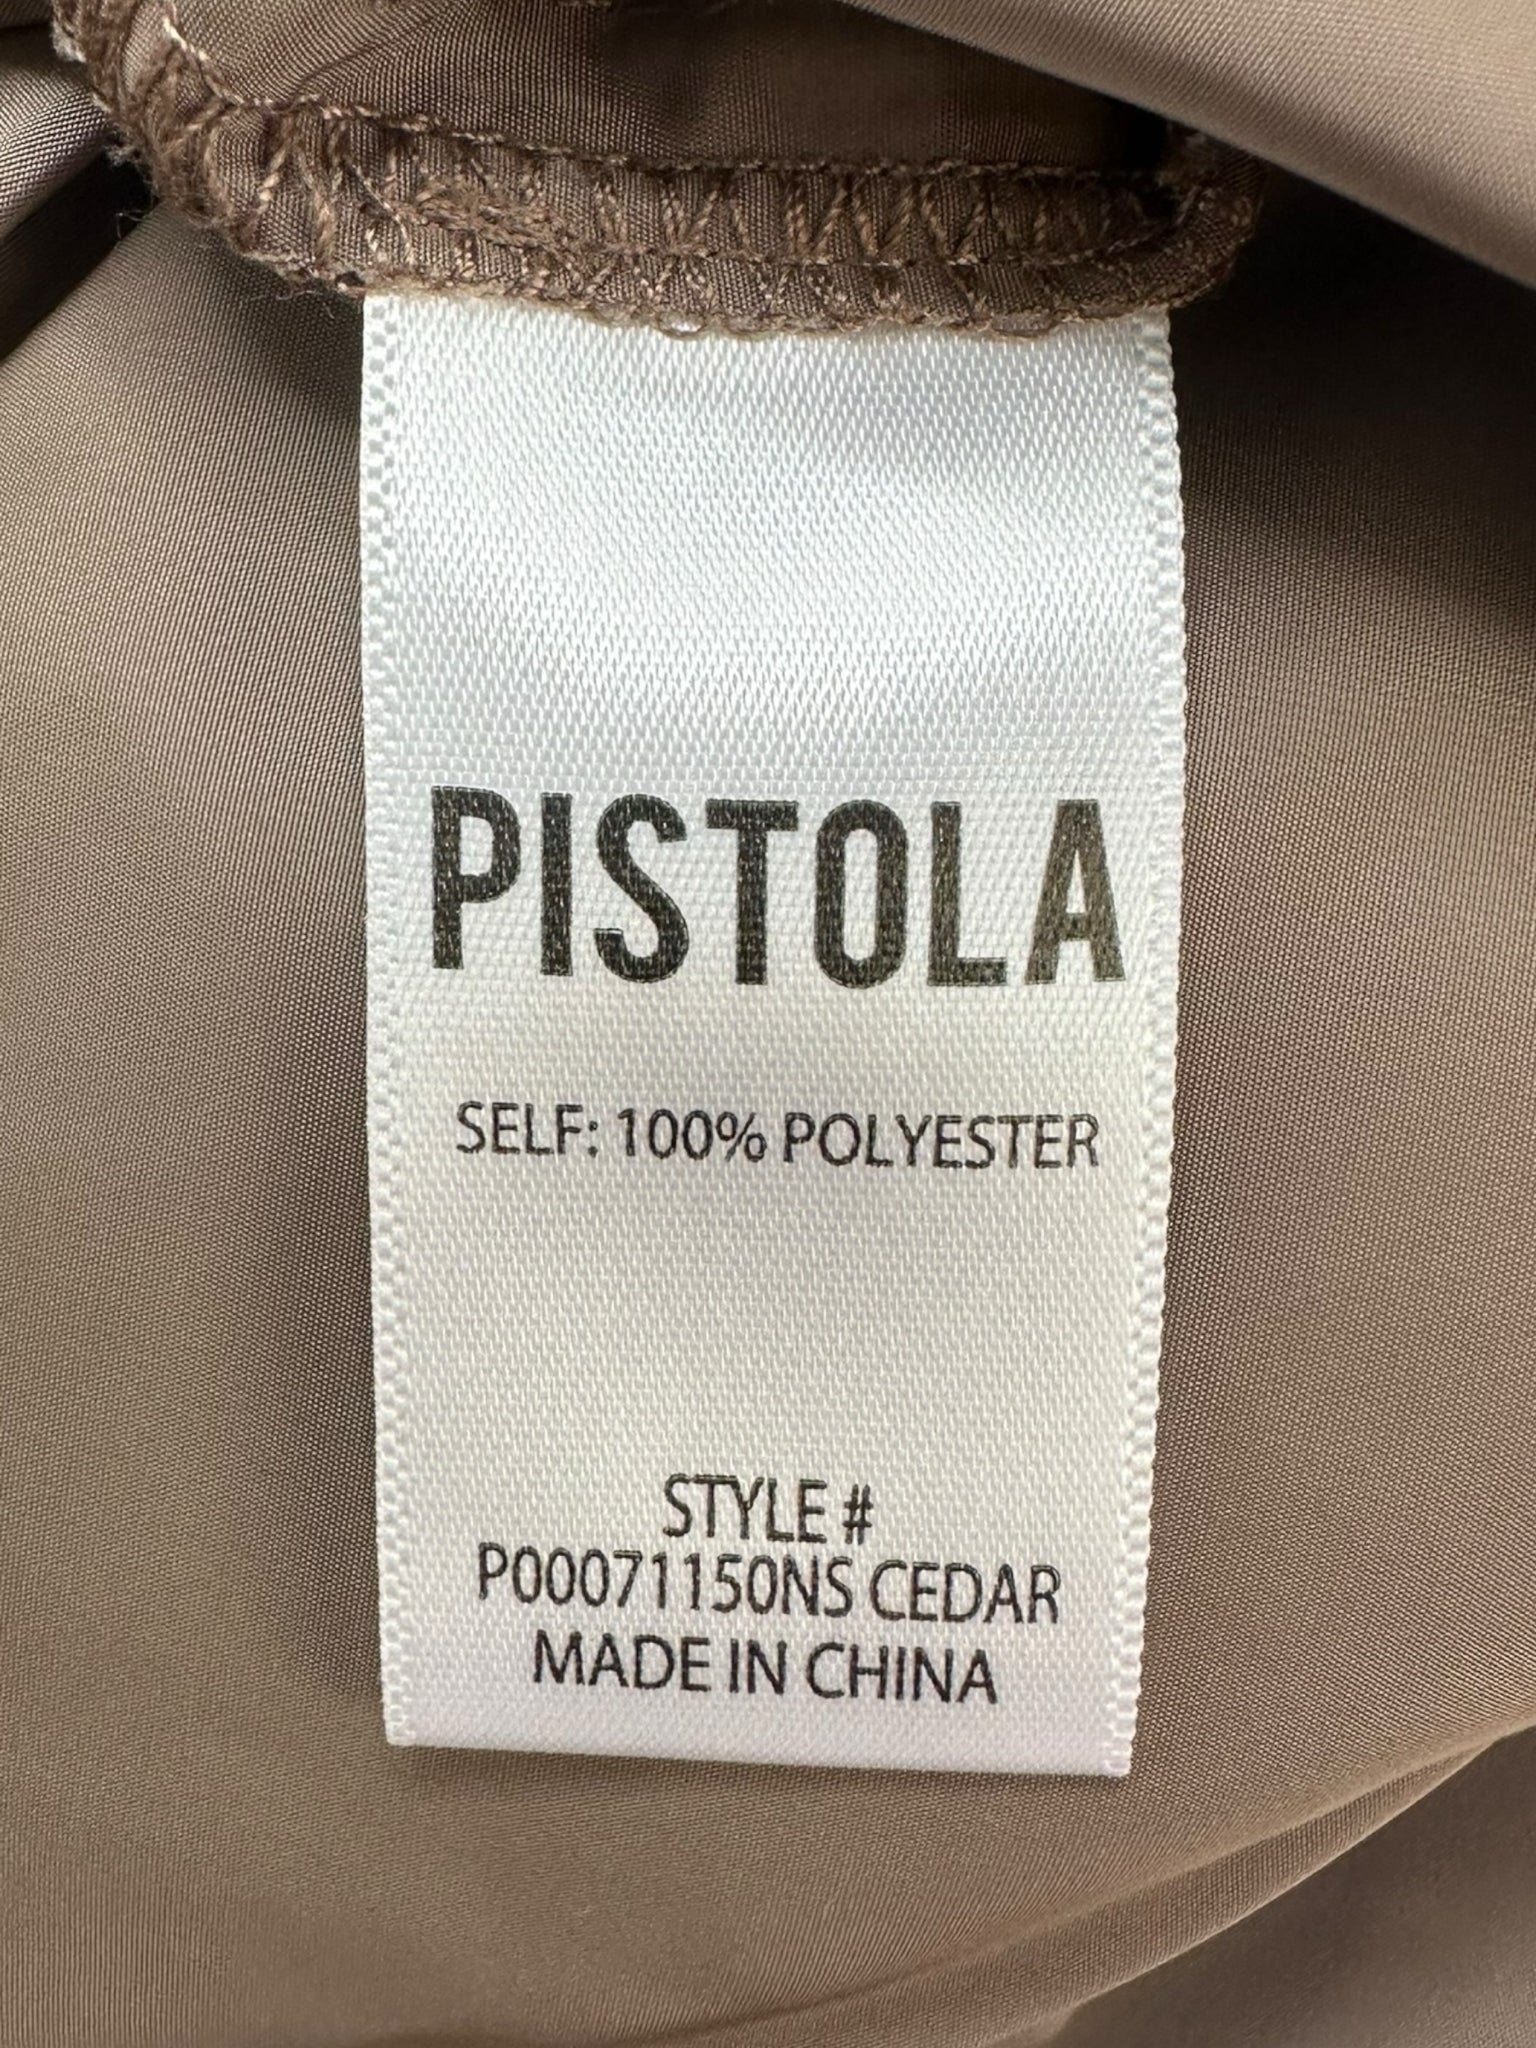 PISTOLA
SELF: 100% POLYESTER
STYLE #
P00071150NS CEDAR
MADE IN CHINA